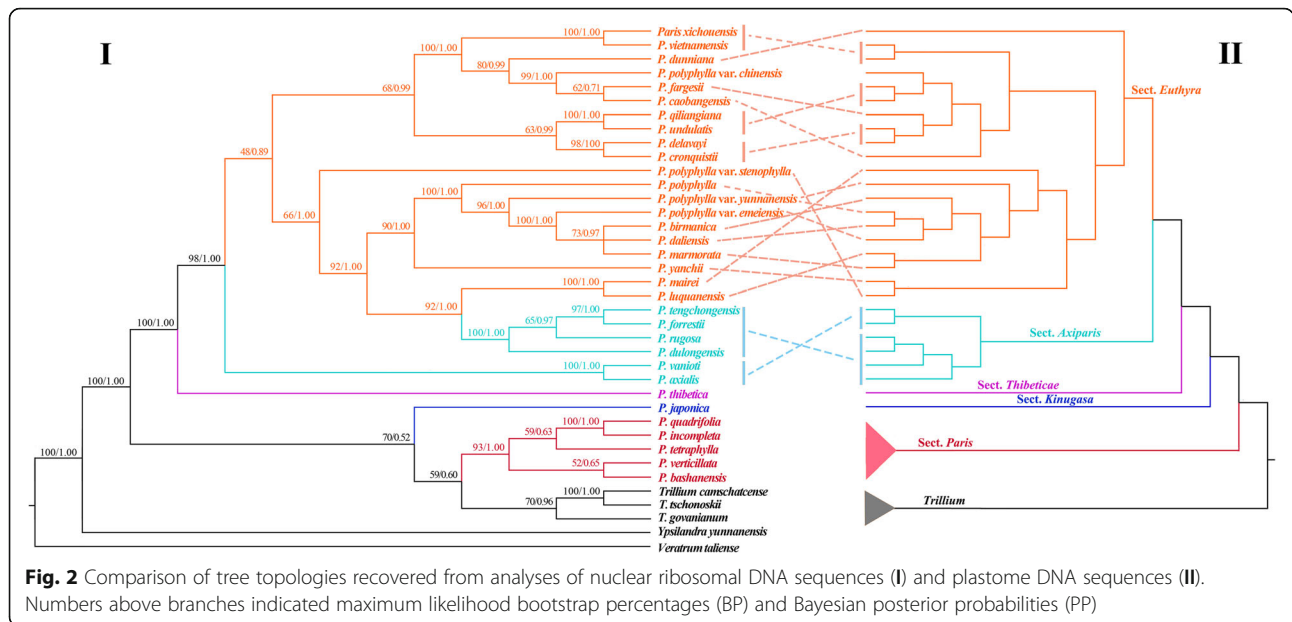 I
II
100/1.00
100/1.00
80/0.99
99/1.00
62/0.71
68/0.99
100/1.00
63/0.99
98/100
48/0.89
100/1.00
96/1.00
66/1.00
90/1.00
100/1.00
73/0.97
92/1.00
98/1.00
100/1.00
92/1.00
97/1.00
65/0.97
100/1.00
100/1.00
100/1.00
100/1.00
100/1.00
59/0.63
70/0.52
93/1.00
52/0.65
100/1.00
59/0.60
100/1.00
70/0.96
Paris xichouensis
P. vietnamensis
P. dunniana
P. polyphylla var. chinensis
P. fargesii
P. caobangensis
P. qiliangiana
P. undulatis
P. delavayi
P. cronquistii
P. polyphylla var. stenophylla
P. polyphylla
P. polyphylla var. yunnanensis
P. polyphylla var. emeiensis
P. birmanica
P. daliensis
P. marmorata
P. yanchii
P. mairei
P. luquanensis
P. tengchongensis
P. forrestii
P. rugosa
P. dulongensis
P. vanioti
P. axialis
P. thibetica
P. japonica
P. quadrifolia
P. incompleta
P. tetraphylla
P. verticillata
P. bashanensis
Trillium camschatcense
T. tschonoskii
T. govanianum
Ypsilandra yunnanensis
Veratrum taliense
Sect. Euthyra
Sect. Axiparis
Sect. Thibeticae
Sect. Kinugasa
Sect. Paris
Trillium
Fig. 2 Comparison of tree topologies recovered from analyses of nuclear ribosomal DNA sequences (I) and plastome DNA sequences (II).
Numbers above branches indicated maximum likelihood bootstrap percentages (BP) and Bayesian posterior probabilities (PP)